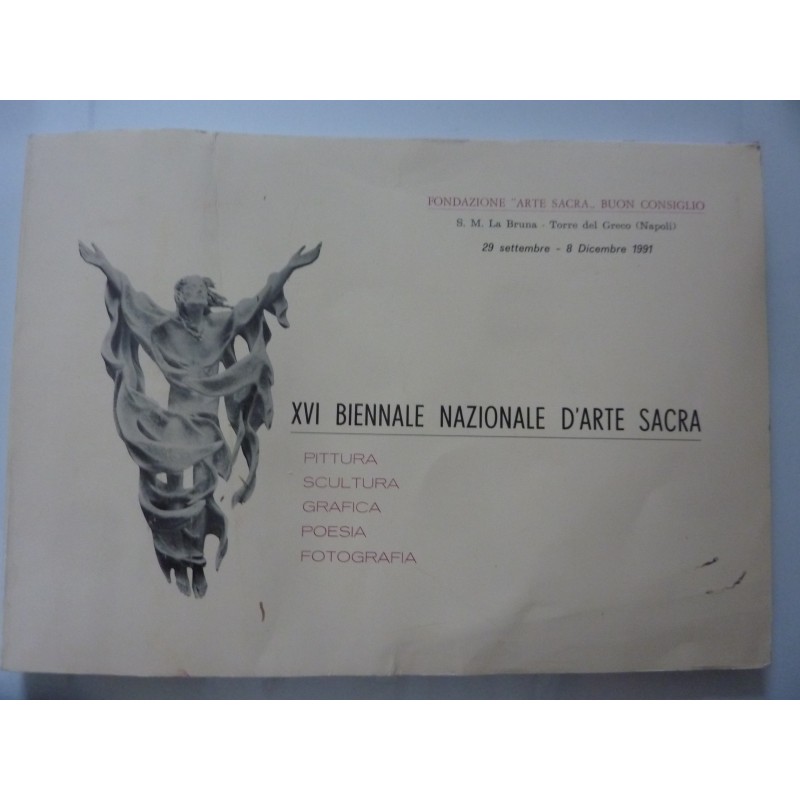 FONDAZIONE "ARTE SACRA„ BUON CONSIGLIO
S. M. La Bruna - Torre del Greco (Napoli)
29 settembre - 8 Dicembre 1991
XVI BIENNALE NAZIONALE D'ARTE SACRA
PITTURA
SCULTURA
GRAFICA
POESIA
FOTOGRAFIA